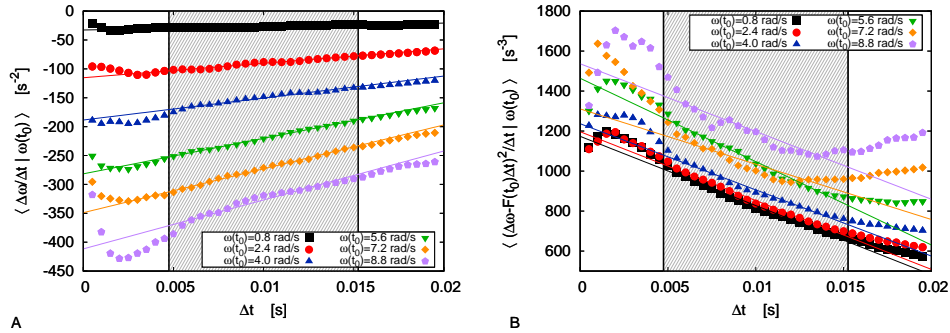 ⟨ Δω/Δt | ω(t₀) ⟩ [s⁻²]
0
-50
-100
-150
-200
-250
-300
-350
-400
-450
ω(t₀)=0.8 rad/s
ω(t₀)=2.4 rad/s
ω(t₀)=4.0 rad/s
ω(t₀)=5.6 rad/s
ω(t₀)=7.2 rad/s
ω(t₀)=8.8 rad/s
0 0.005 0.01 0.015 0.02
Δt [s]
A
⟨ (Δω-F(t₀)Δt)²/Δt | ω(t₀) ⟩ [s⁻³]
1800
1600
1400
1200
1000
800
600
ω(t₀)=0.8 rad/s
ω(t₀)=2.4 rad/s
ω(t₀)=4.0 rad/s
ω(t₀)=5.6 rad/s
ω(t₀)=7.2 rad/s
ω(t₀)=8.8 rad/s
0 0.005 0.01 0.015 0.02
Δt [s]
B